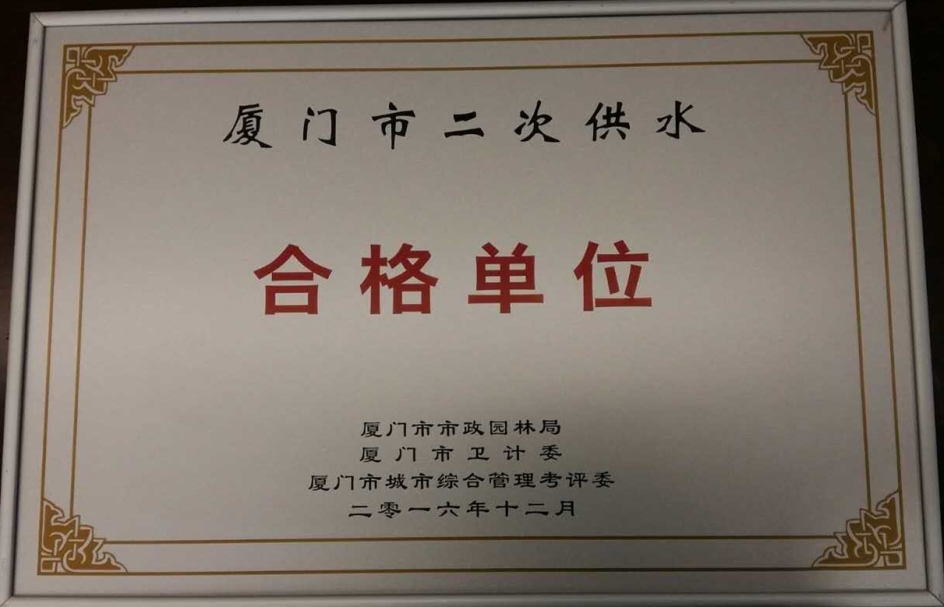 厦门市二次供水
合格单位
厦门市市政园林局
厦门市卫计委
厦门市城市综合管理考评委
二零一六年十二月